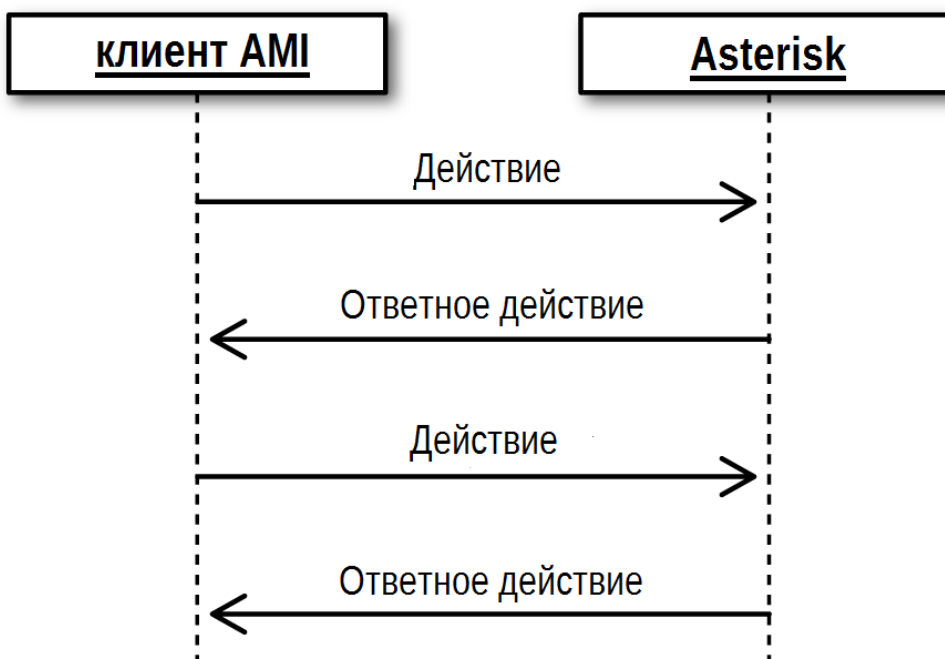 клиент AMI
Asterisk
Действие
Ответное действие
Действие
Ответное действие